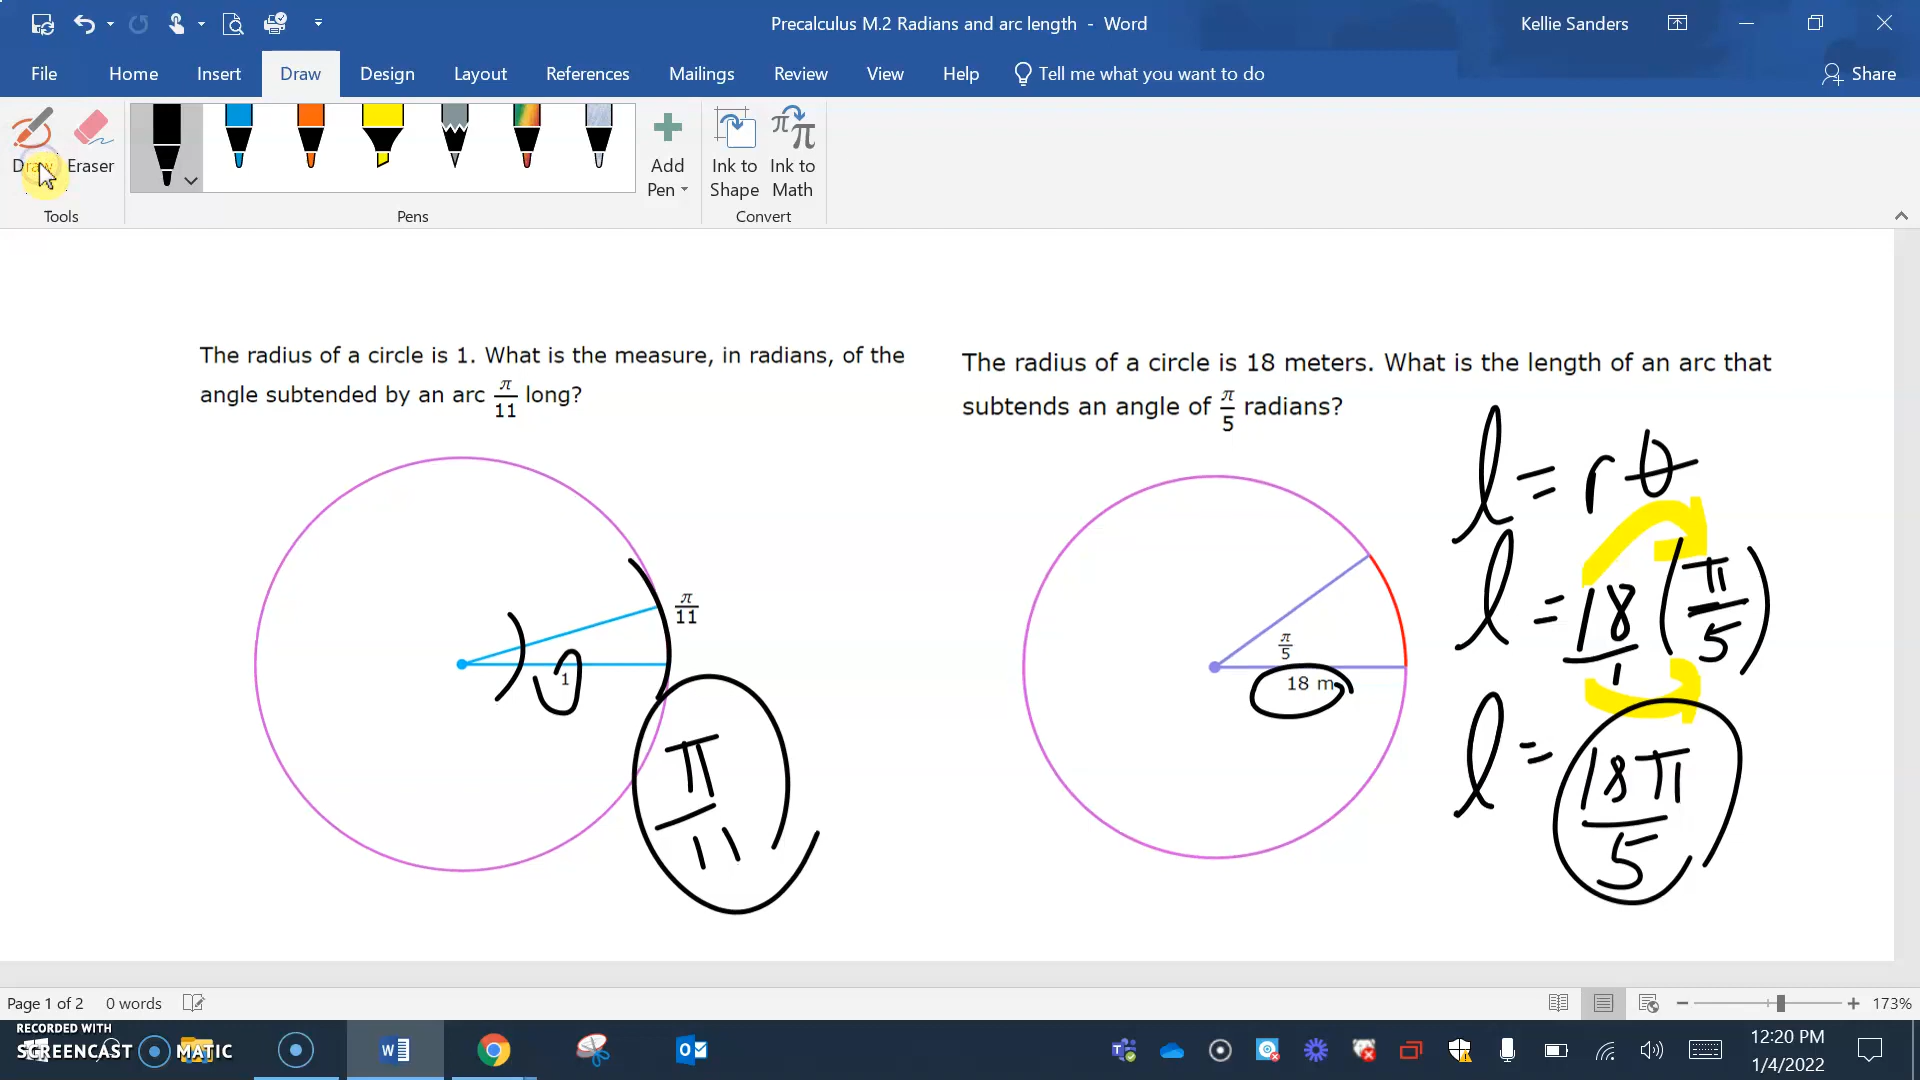 Precalculus M.2 Radians and arc length - Word
Kellie Sanders
File Home Insert Draw Design Layout References Mailings Review View Help Tell me what you want to do Share
Draw Eraser
Add Pen
Ink to Shape
Ink to Math
Tools Pens Convert
The radius of a circle is 1. What is the measure, in radians, of the
angle subtended by an arc π/11 long?
π/11
1
π/11
The radius of a circle is 18 meters. What is the length of an arc that
subtends an angle of π/5 radians?
π/5
18 m
l = rθ
l = 18/1 (π/5)
l = 18π/5
Page 1 of 2 0 words 173%
RECORDED WITH
SCREENCAST MATIC
12:20 PM
1/4/2022